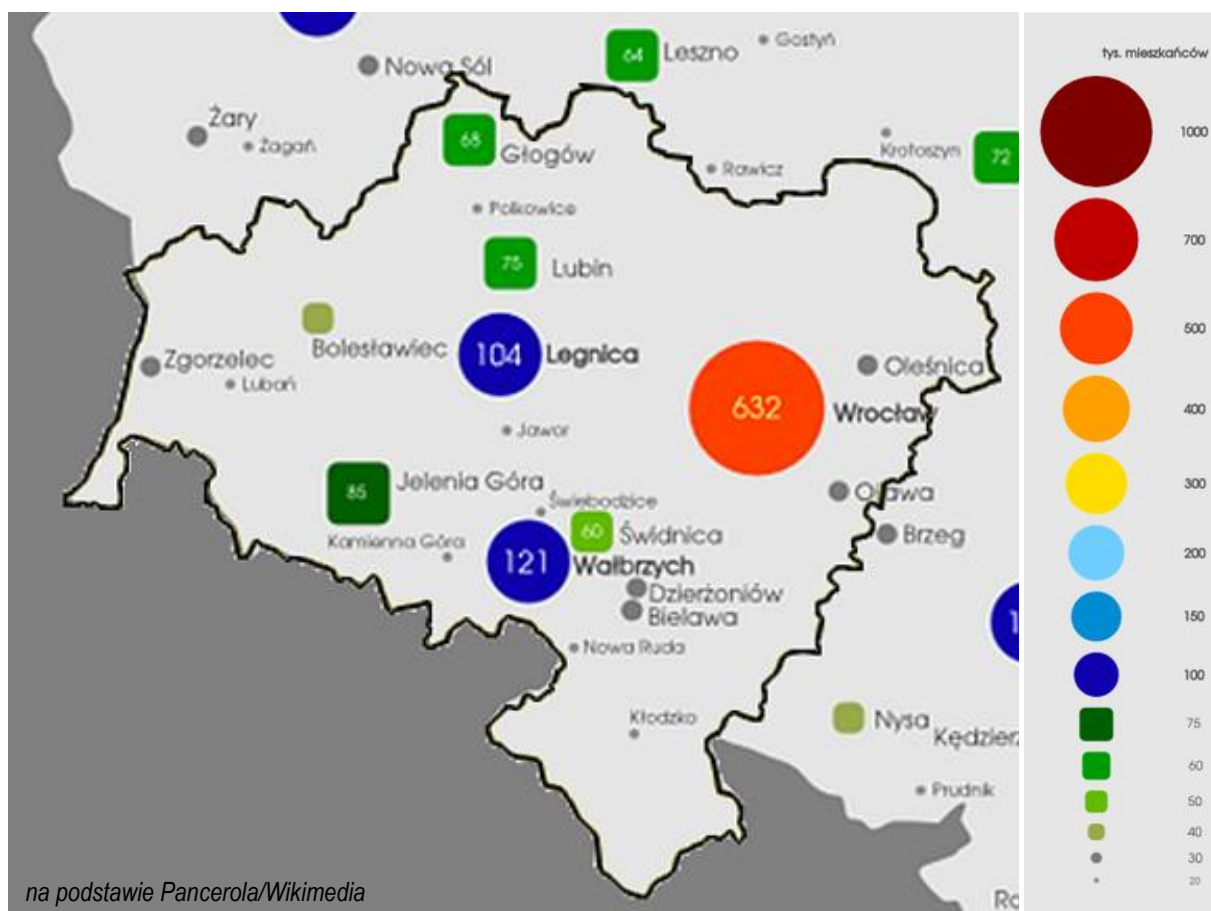 64
Leszno
Gostyń
Nowa Sól
Żary
Żagań
68
Głogów
Krotoszyn
72
Rawicz
Polkowice
75
Lubin
Bolesławiec
104
Legnica
Zgorzelec
Lubań
Oleśnica
632
Wrocław
Jawor
85
Jelenia Góra
Świebodzice
Oława
60
Świdnica
Kamienna Góra
121
Wałbrzych
Brzeg
Dzierżoniów
Bielawa
Nowa Ruda
Kłodzko
Nysa
Kędzierz
Prudnik
na podstawie Pancerola/Wikimedia
tys. mieszkańców
1000
700
500
400
300
200
150
100
75
60
50
40
30
20